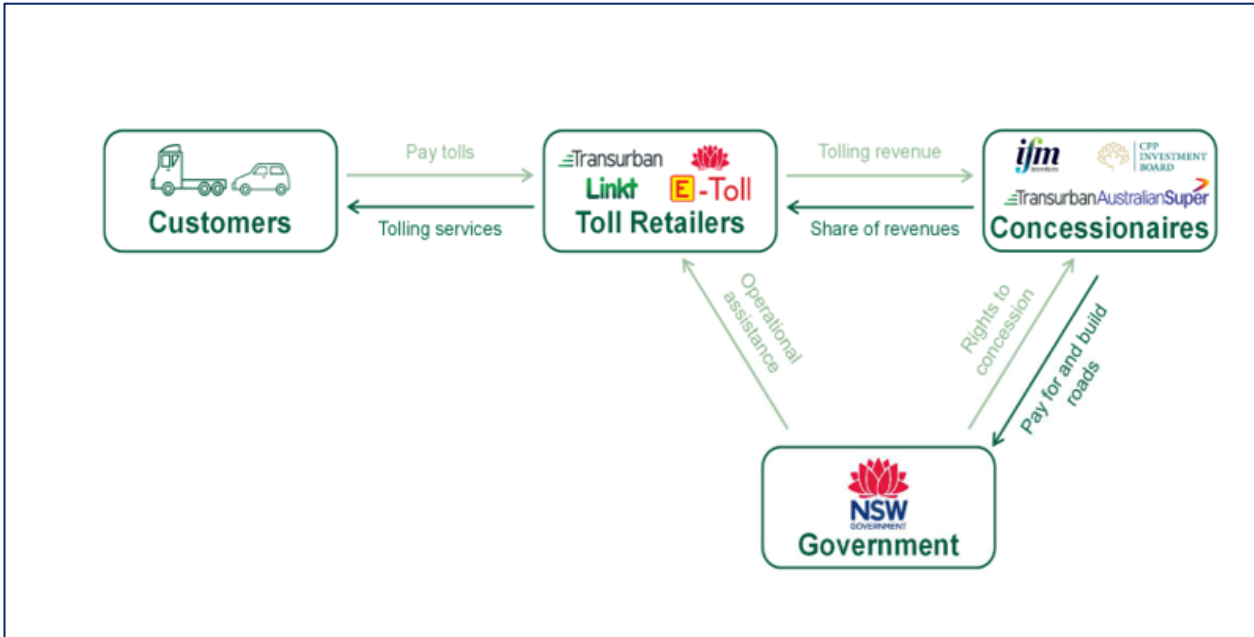 Pay tolls
Tolling services
Customers
Transurban
Linkt
E-Toll
Toll Retailers
Tolling revenue
Share of revenues
ifm
investors
CPP
INVESTMENT
BOARD
Transurban AustralianSuper
Concessionaires
Operational
assistance
Rights to
concession
Pay for and build
roads
NSW
GOVERNMENT
Government